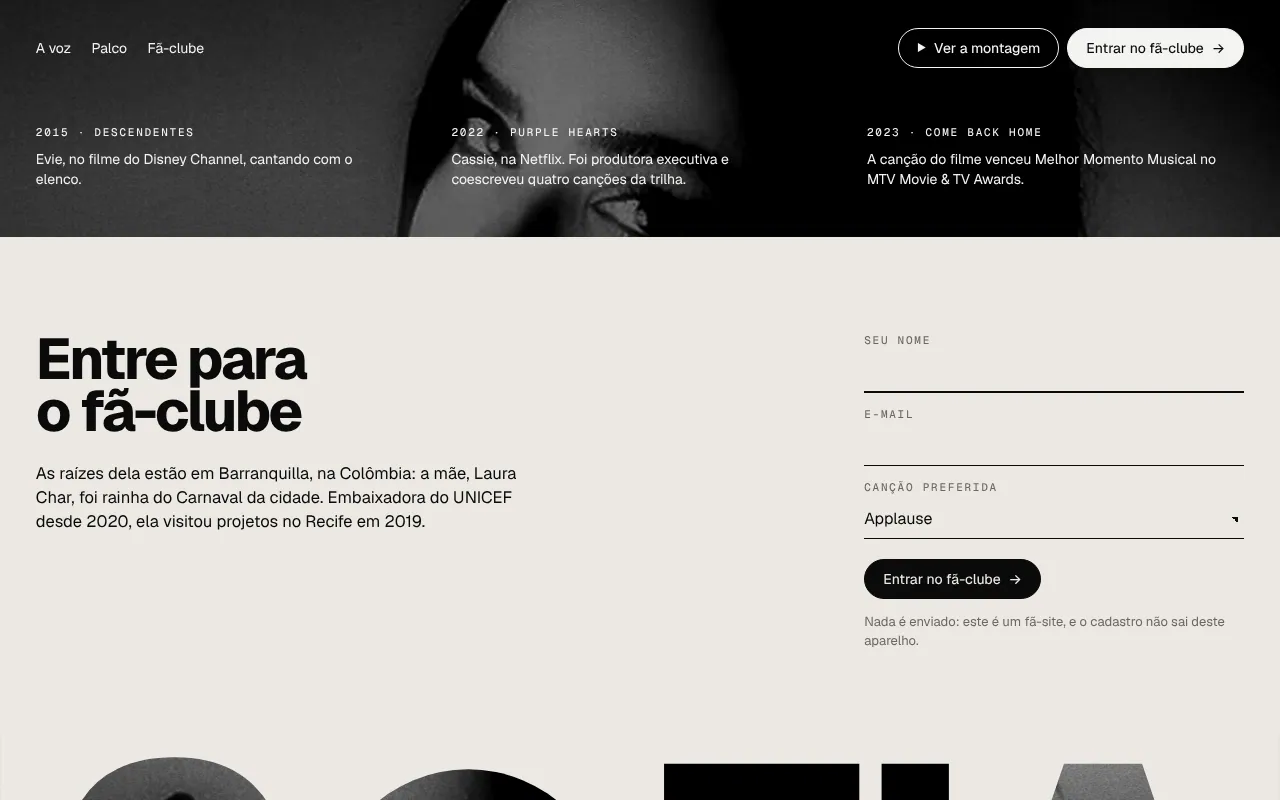 A voz Palco Fã-clube
Ver a montagem
Entrar no fã-clube →
2015 · DESCENDENTES
Evie, no filme do Disney Channel, cantando com o
elenco.
2022 · PURPLE HEARTS
Cassie, na Netflix. Foi produtora executiva e
coescreveu quatro canções da trilha.
2023 · COME BACK HOME
A canção do filme venceu Melhor Momento Musical no
MTV Movie & TV Awards.
Entre para
o fã-clube
As raízes dela estão em Barranquilla, na Colômbia: a mãe, Laura
Char, foi rainha do Carnaval da cidade. Embaixadora do UNICEF
desde 2020, ela visitou projetos no Recife em 2019.
SEU NOME
E-MAIL
CANÇÃO PREFERIDA
Applause
Entrar no fã-clube →
Nada é enviado: este é um fã-site, e o cadastro não sai deste
aparelho.